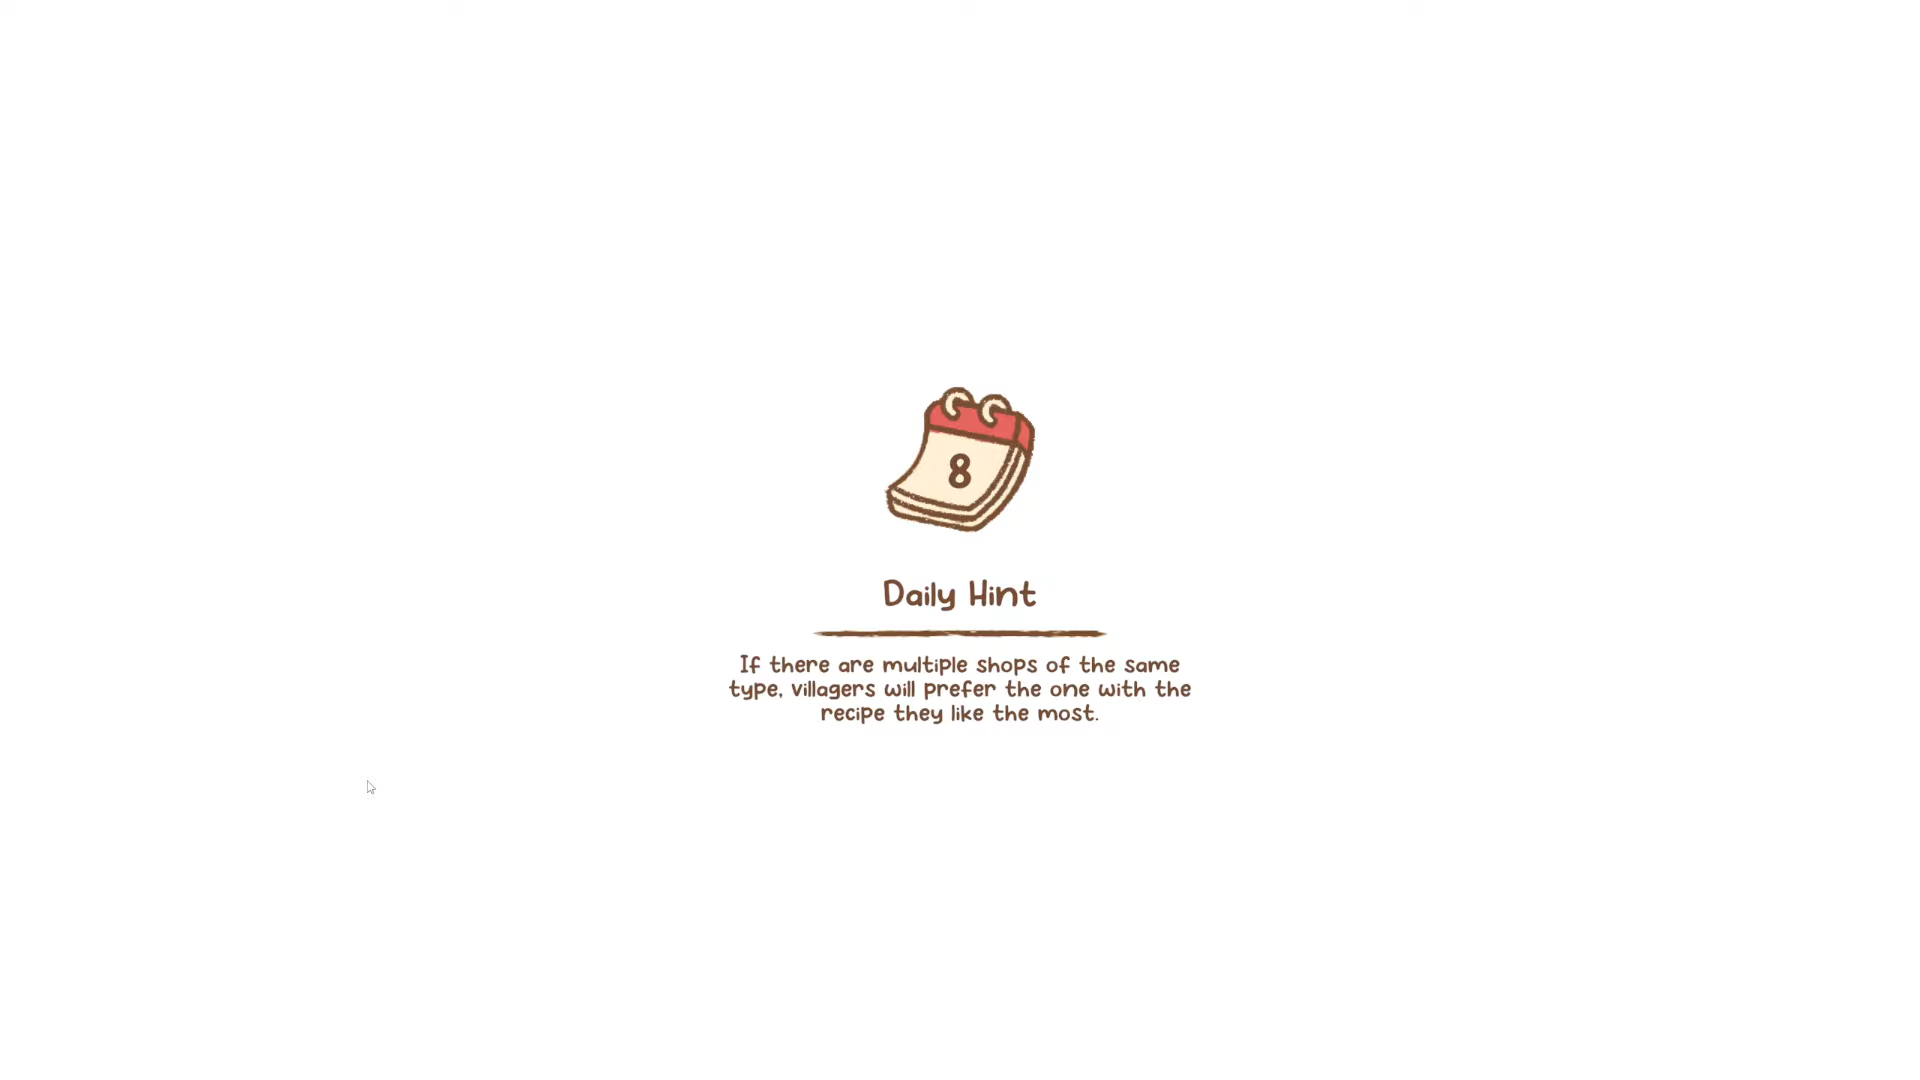 8
Daily Hint
If there are multiple shops of the same
type, villagers will prefer the one with the
recipe they like the most.